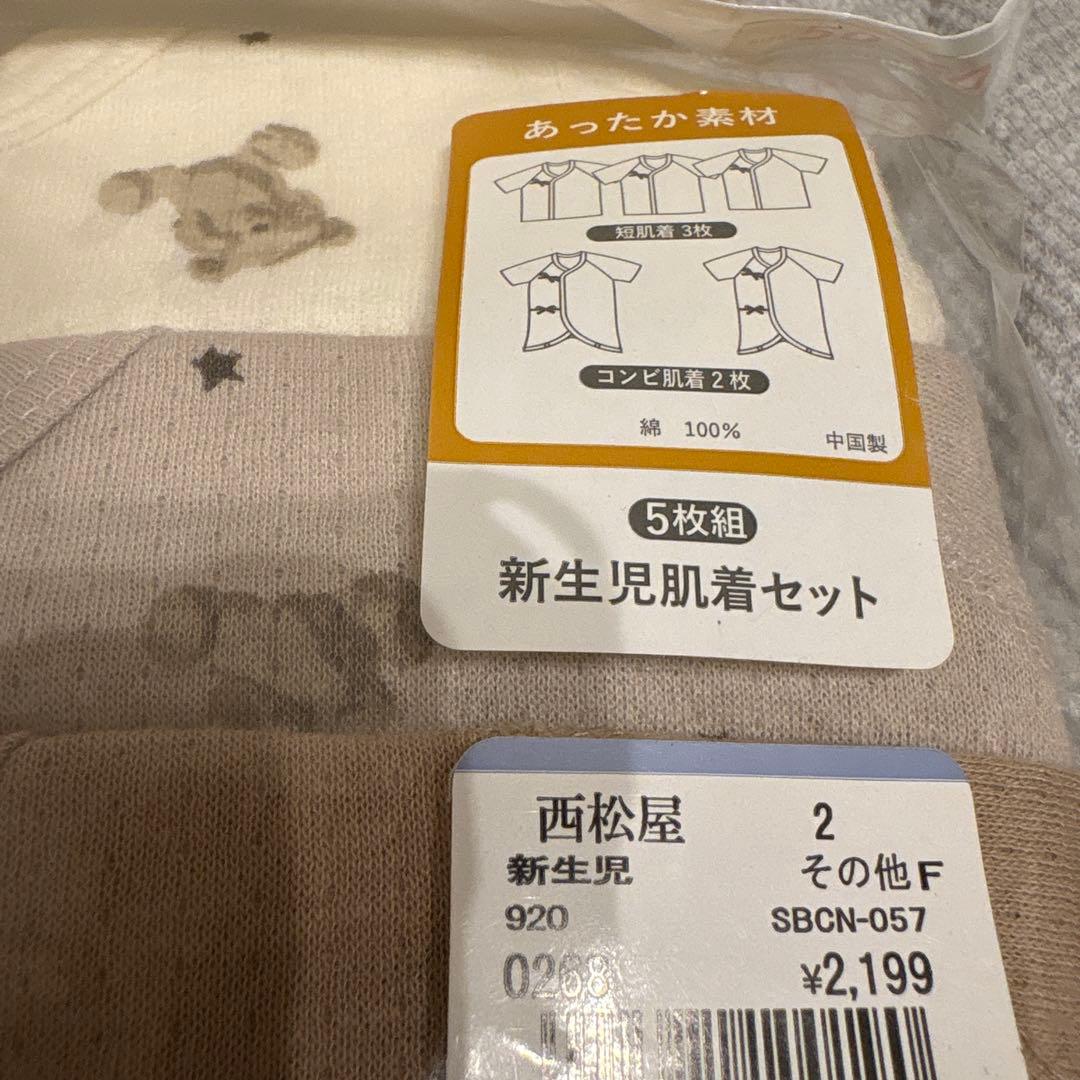 あったか素材
短肌着 3枚
コンビ肌着2枚
綿 100%
中国製
5枚組
新生児肌着セット
西松屋 2
新生児 その他 F
920 SBCN-057
0268 ¥2,199